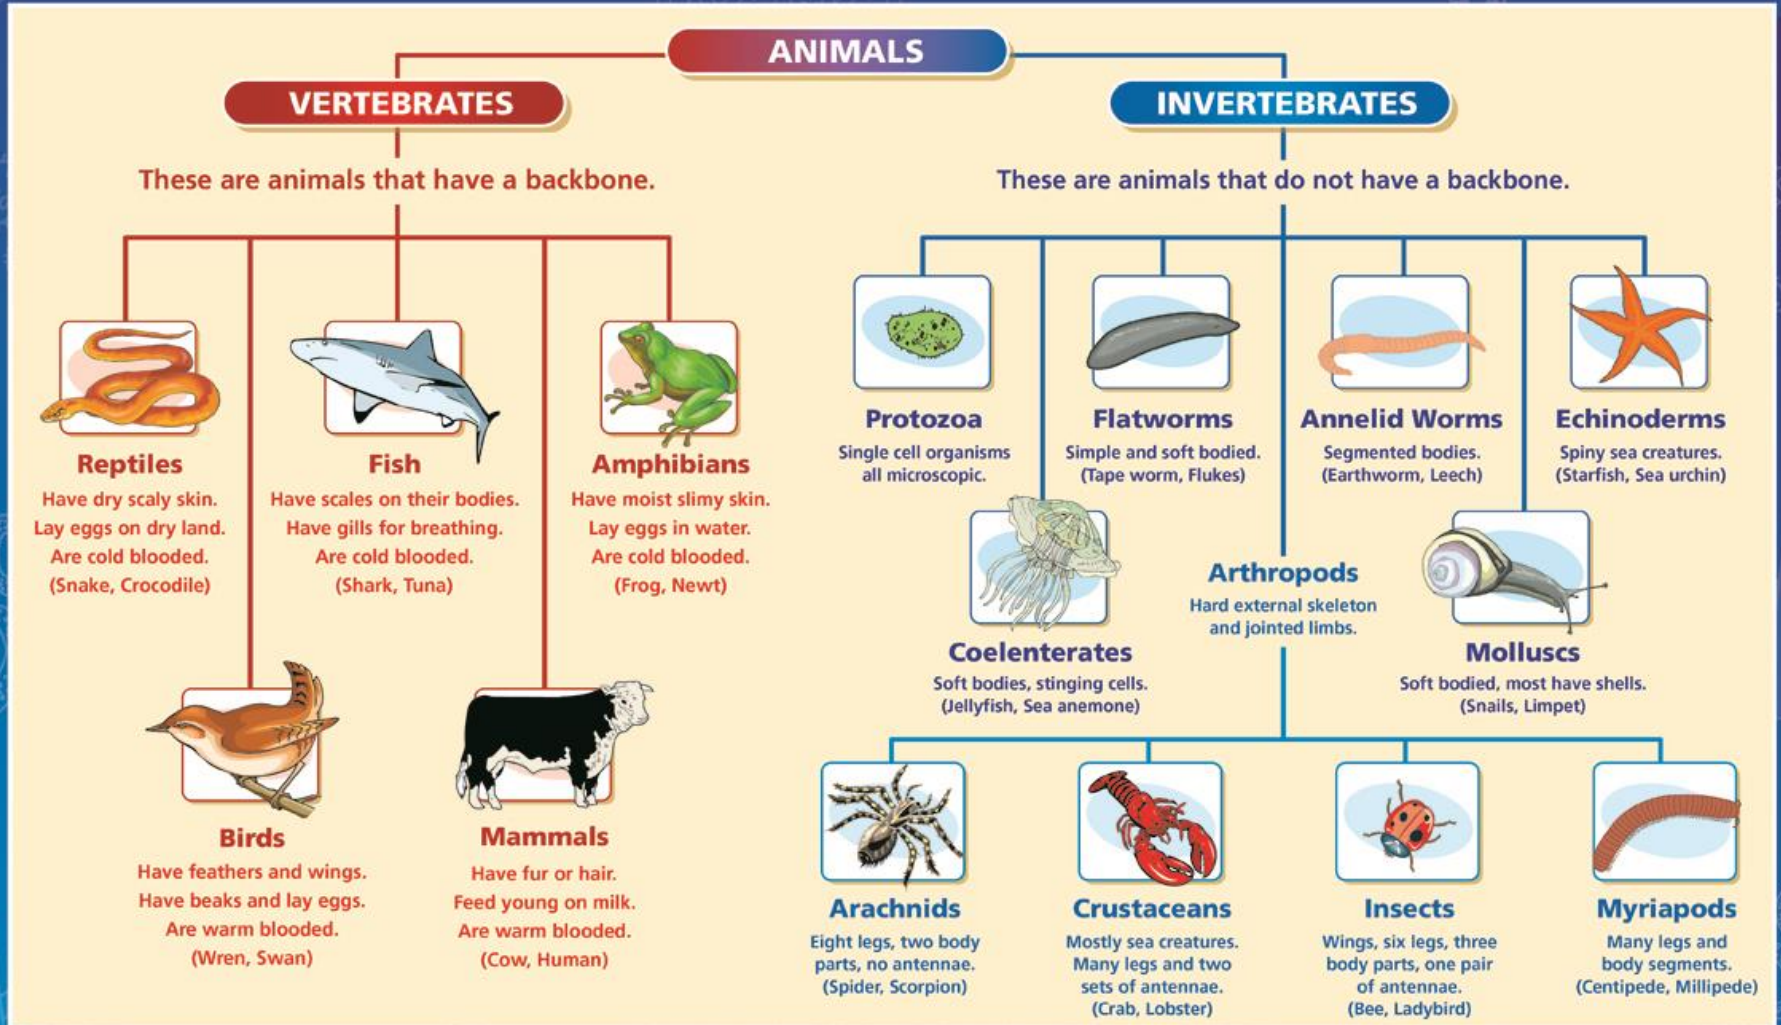 ANIMALS
VERTEBRATES
These are animals that have a backbone.
Reptiles
Have dry scaly skin.
Lay eggs on dry land.
Are cold blooded.
(Snake, Crocodile)
Fish
Have scales on their bodies.
Have gills for breathing.
Are cold blooded.
(Shark, Tuna)
Amphibians
Have moist slimy skin.
Lay eggs in water.
Are cold blooded.
(Frog, Newt)
Birds
Have feathers and wings.
Have beaks and lay eggs.
Are warm blooded.
(Wren, Swan)
Mammals
Have fur or hair.
Feed young on milk.
Are warm blooded.
(Cow, Human)
INVERTEBRATES
These are animals that do not have a backbone.
Protozoa
Single cell organisms
all microscopic.
Flatworms
Simple and soft bodied.
(Tape worm, Flukes)
Annelid Worms
Segmented bodies.
(Earthworm, Leech)
Echinoderms
Spiny sea creatures.
(Starfish, Sea urchin)
Coelenterates
Soft bodies, stinging cells.
(Jellyfish, Sea anemone)
Arthropods
Hard external skeleton
and jointed limbs.
Molluscs
Soft bodied, most have shells.
(Snails, Limpet)
Arachnids
Eight legs, two body
parts, no antennae.
(Spider, Scorpion)
Crustaceans
Mostly sea creatures.
Many legs and two
sets of antennae.
(Crab, Lobster)
Insects
Wings, six legs, three
body parts, one pair
of antennae.
(Bee, Ladybird)
Myriapods
Many legs and
body segments.
(Centipede, Millipede)